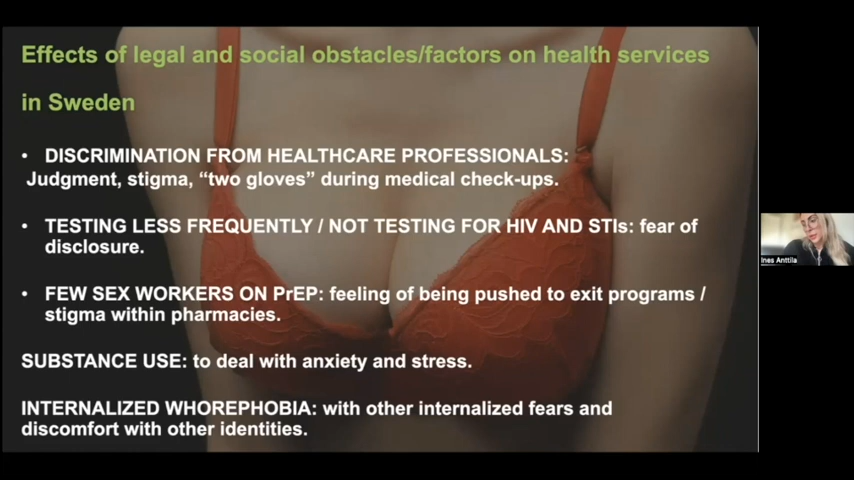 Effects of legal and social obstacles/factors on health services
in Sweden
• DISCRIMINATION FROM HEALTHCARE PROFESSIONALS:
Judgment, stigma, “two gloves” during medical check-ups.
• TESTING LESS FREQUENTLY / NOT TESTING FOR HIV AND STIs: fear of
disclosure.
• FEW SEX WORKERS ON PrEP: feeling of being pushed to exit programs /
stigma within pharmacies.
SUBSTANCE USE: to deal with anxiety and stress.
INTERNALIZED WHOREPHOBIA: with other internalized fears and
discomfort with other identities.
Ines Anttila